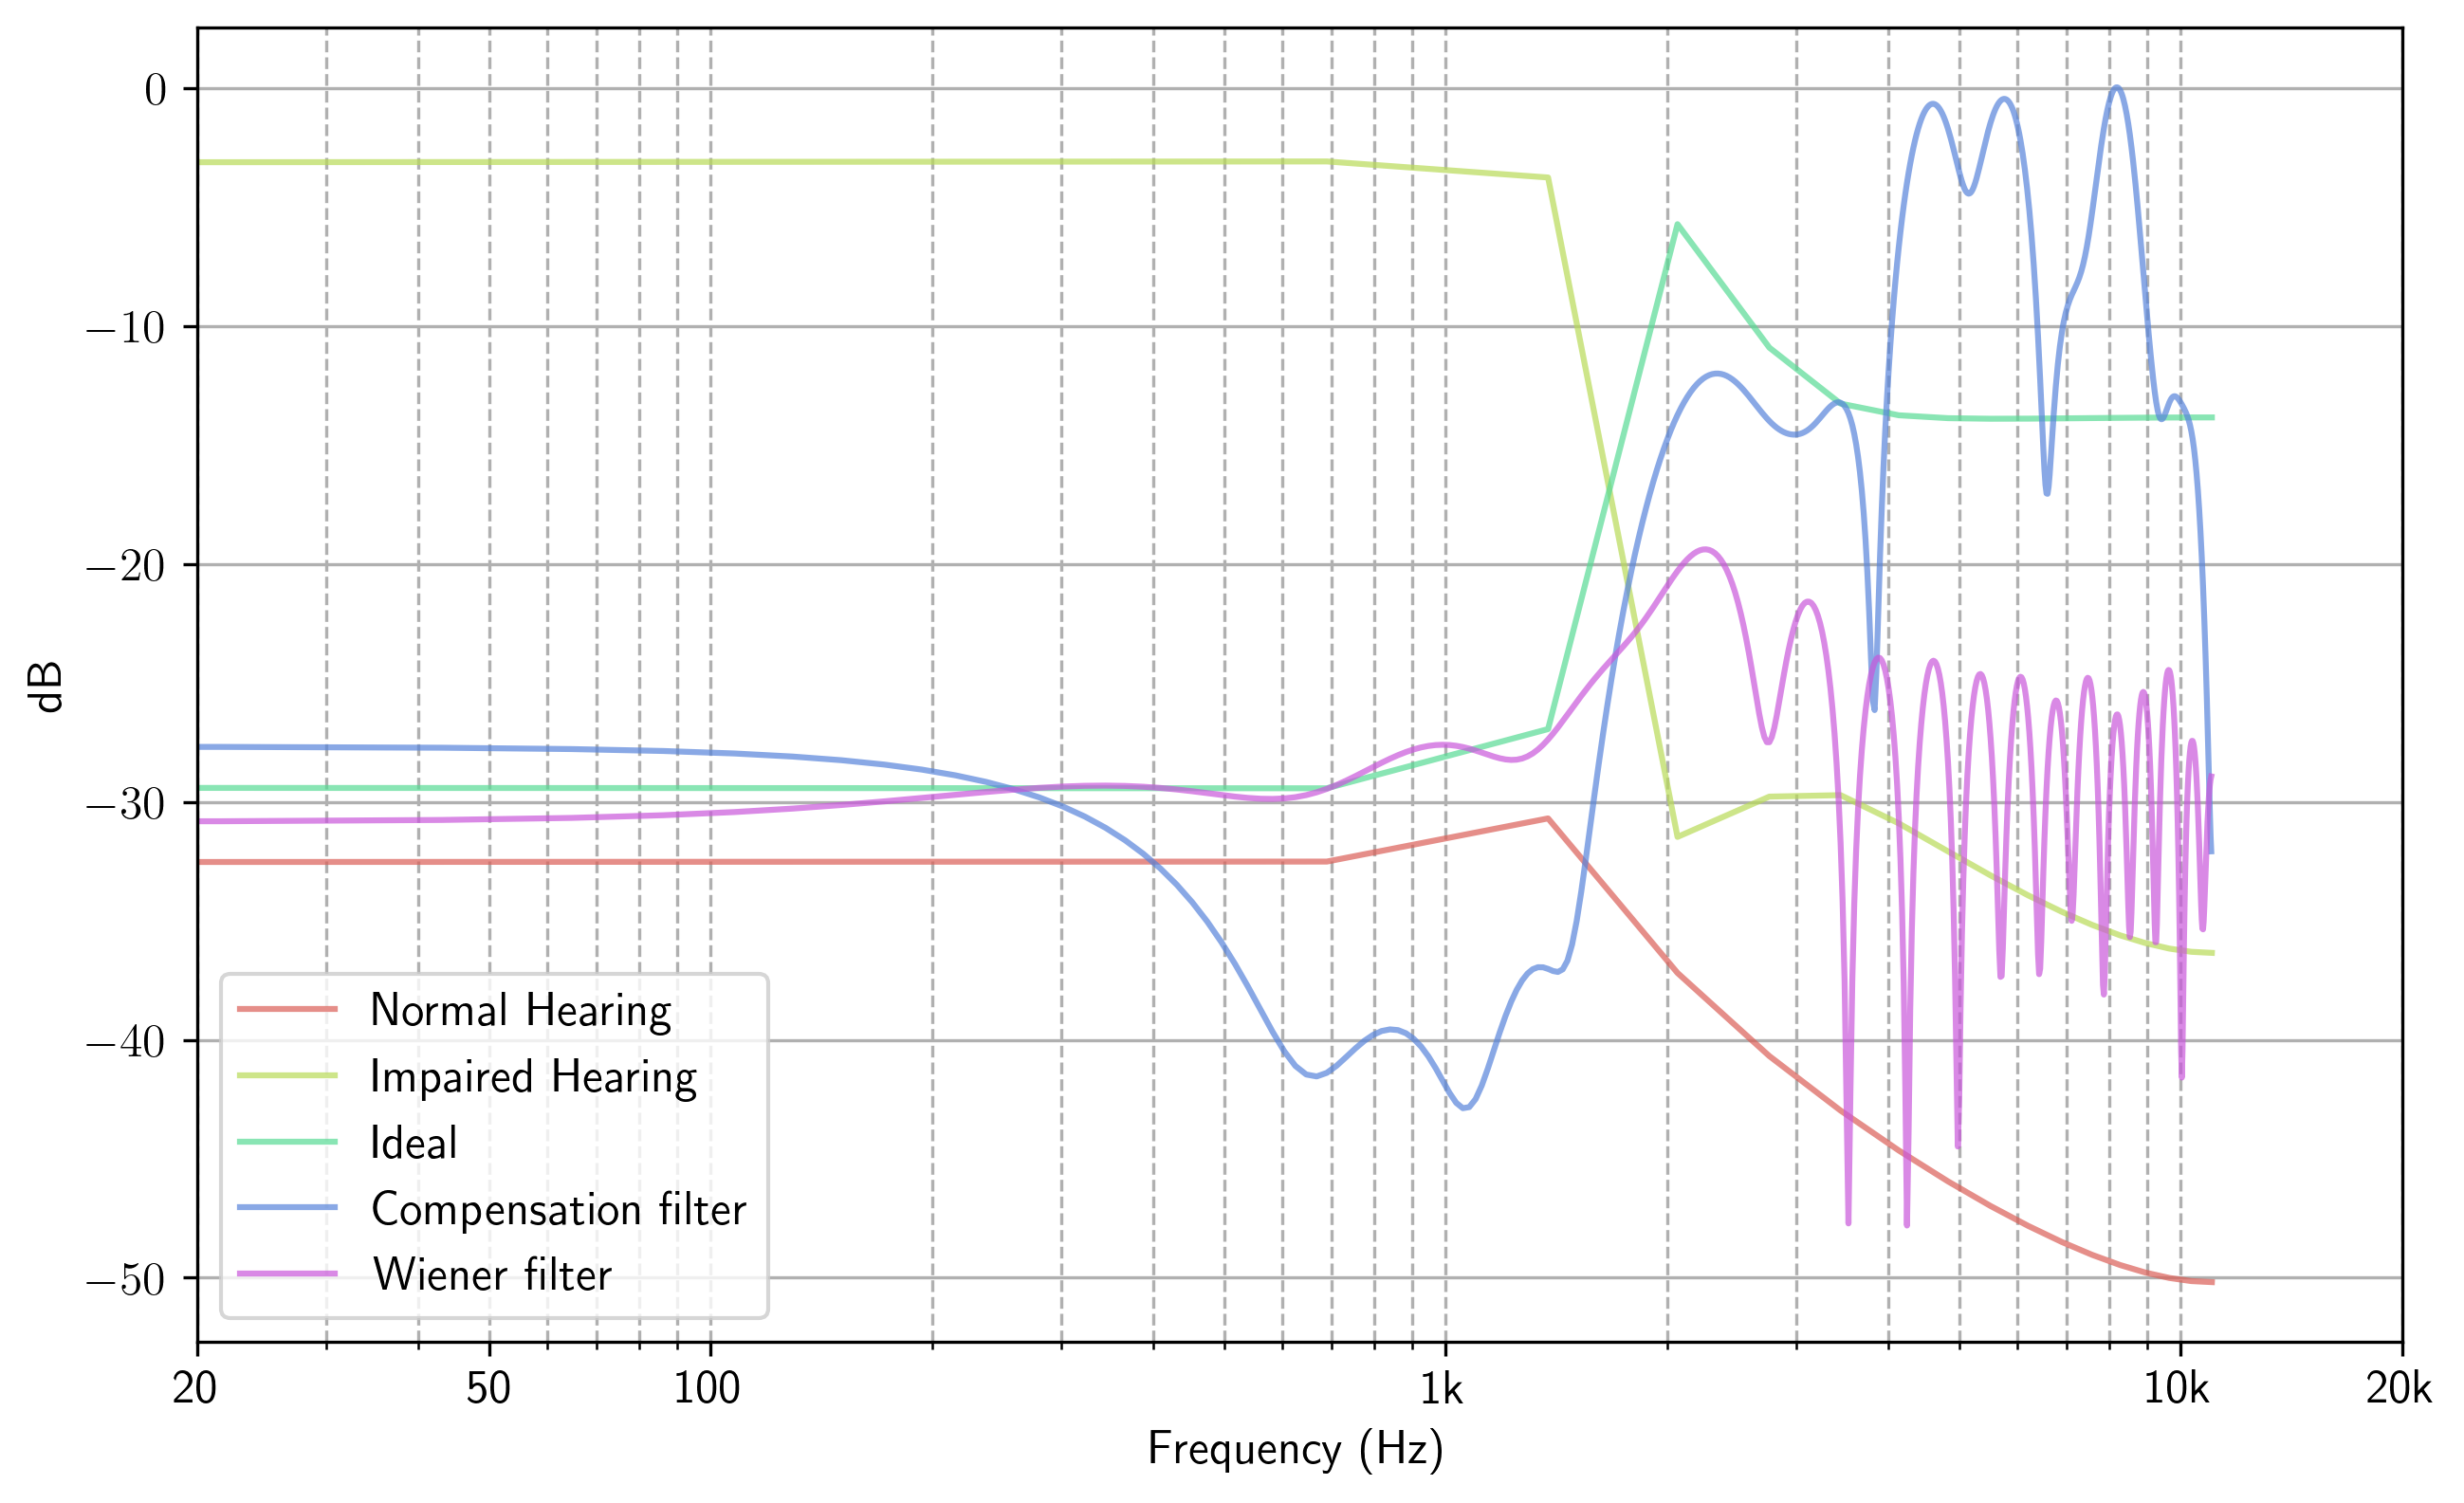 0
−10
−20
−30
−40
−50
dB
Normal Hearing
Impaired Hearing
Ideal
Compensation filter
Wiener filter
20
50
100
1k
10k
20k
Frequency (Hz)